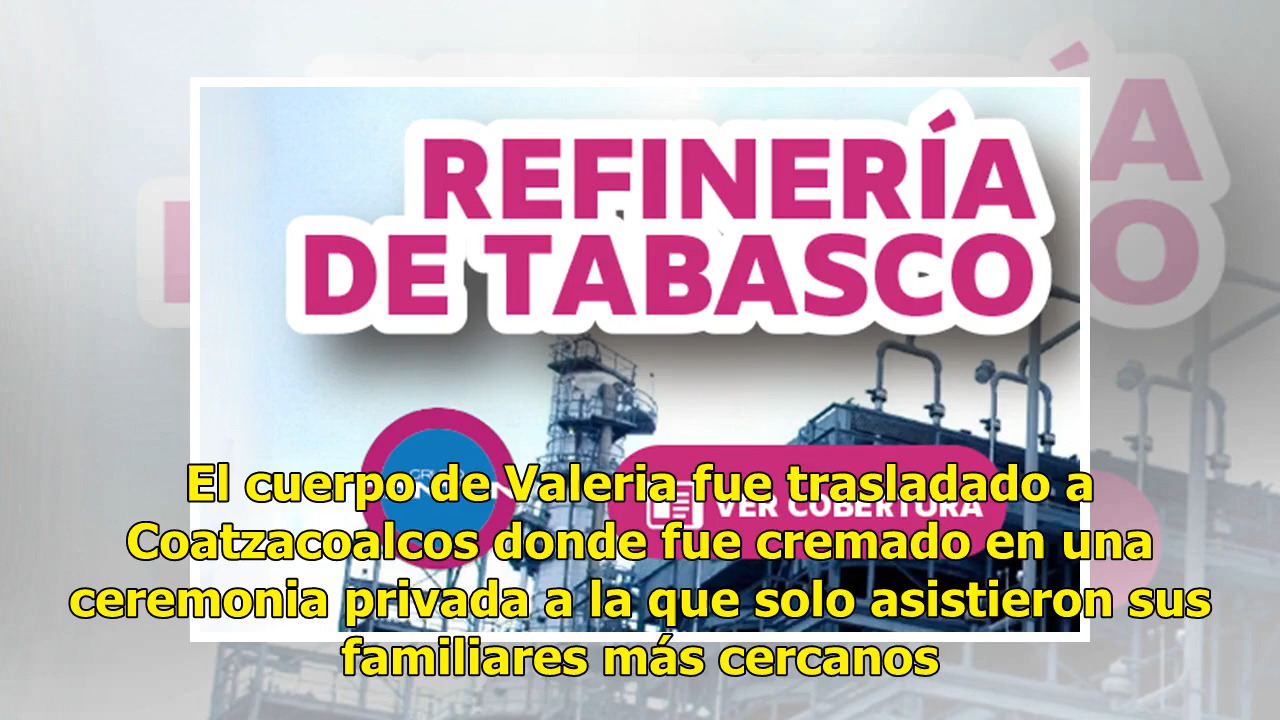 REFINERÍA
DE TABASCO
VER COBERTURA
El cuerpo de Valeria fue trasladado a
Coatzacoalcos donde fue cremado en una
ceremonia privada a la que solo asistieron sus
familiares más cercanos